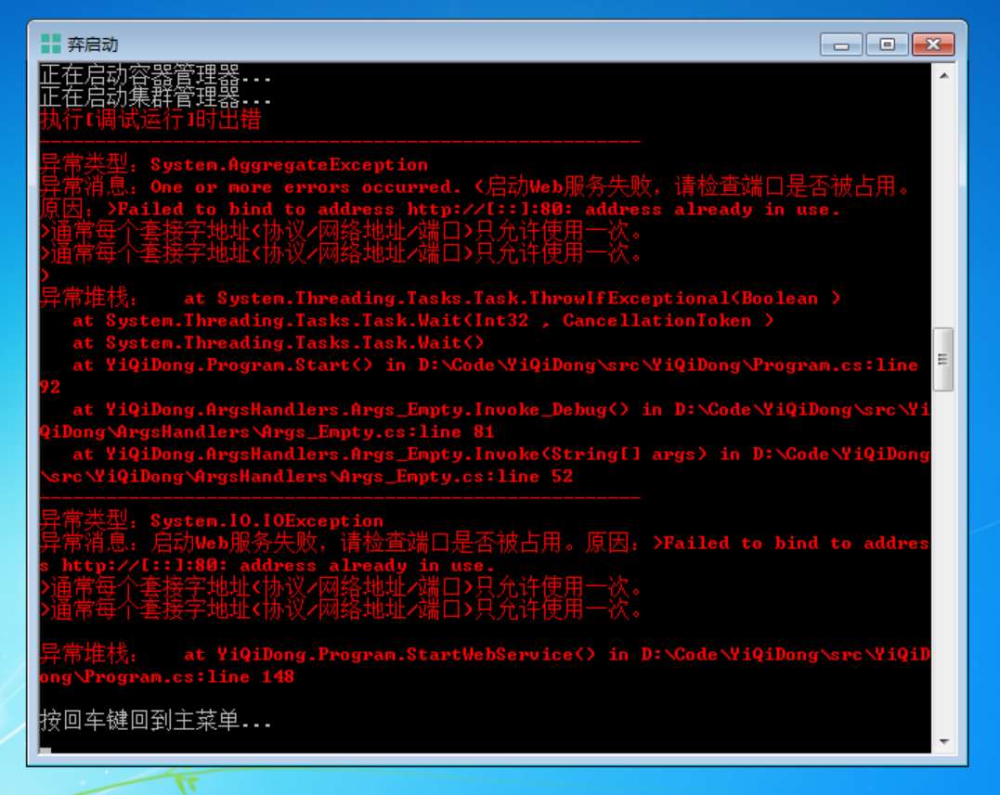 弈启动
正在启动容器管理器...
正在启动集群管理器...
执行[调试运行]时出错
------------------------------------------------------
异常类型：System.AggregateException
异常消息：One or more errors occurred. (启动Web服务失败，请检查端口是否被占用。
原因：>Failed to bind to address http://[::]:80: address already in use.
>通常每个套接字地址(协议/网络地址/端口)只允许使用一次。
>通常每个套接字地址(协议/网络地址/端口)只允许使用一次。
)
异常堆栈：   at System.Threading.Tasks.Task.ThrowIfExceptional(Boolean )
   at System.Threading.Tasks.Task.Wait(Int32 , CancellationToken )
   at System.Threading.Tasks.Task.Wait()
   at YiQiDong.Program.Start() in D:\Code\YiQiDong\src\YiQiDong\Program.cs:line
92
   at YiQiDong.ArgsHandlers.Args_Empty.Invoke_Debug() in D:\Code\YiQiDong\src\Yi
QiDong\ArgsHandlers\Args_Empty.cs:line 81
   at YiQiDong.ArgsHandlers.Args_Empty.Invoke(String[] args) in D:\Code\YiQiDong
\src\YiQiDong\ArgsHandlers\Args_Empty.cs:line 52
------------------------------------------------------
异常类型：System.IO.IOException
异常消息：启动Web服务失败，请检查端口是否被占用。原因：>Failed to bind to addres
s http://[::]:80: address already in use.
>通常每个套接字地址(协议/网络地址/端口)只允许使用一次。
>通常每个套接字地址(协议/网络地址/端口)只允许使用一次。
异常堆栈：   at YiQiDong.Program.StartWebService() in D:\Code\YiQiDong\src\YiQiD
ong\Program.cs:line 148
按回车键回到主菜单...